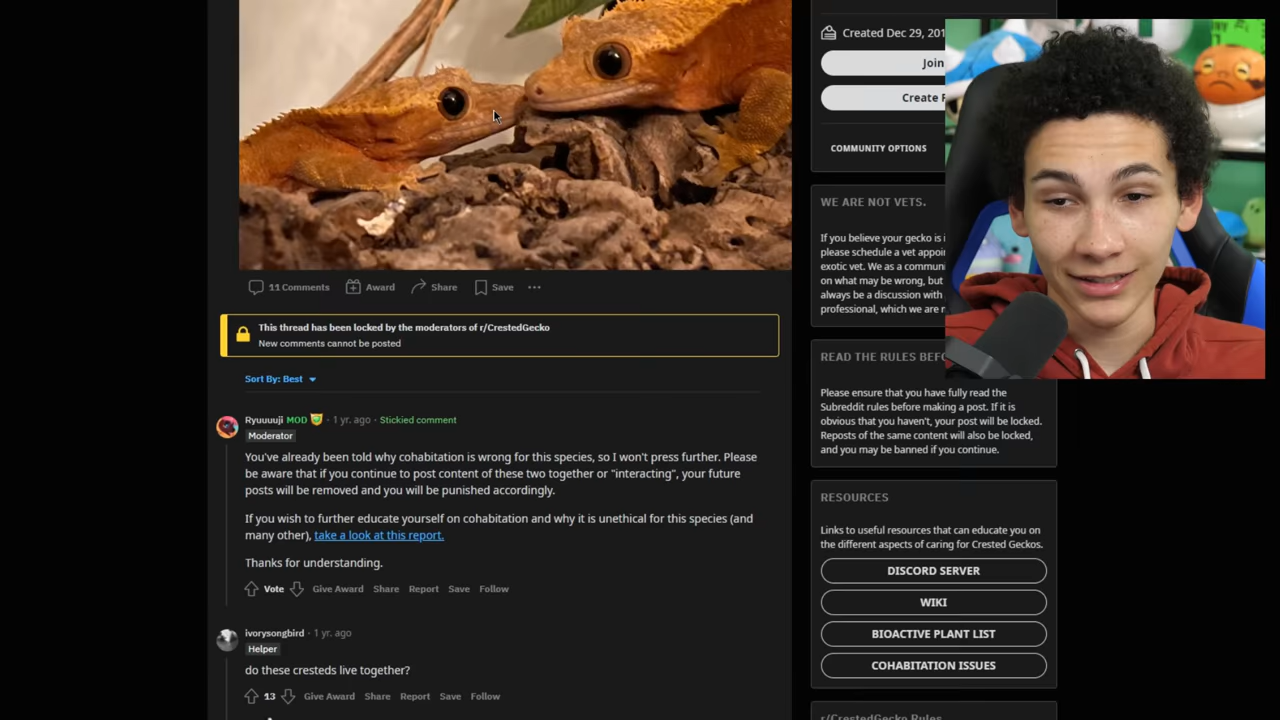 Created Dec 29, 201
Join
Create
COMMUNITY OPTIONS
11 Comments Award Share Save
This thread has been locked by the moderators of r/CrestedGecko
New comments cannot be posted
Sort By: Best
Ryuuuuji MOD · 1 yr. ago · Stickied comment
Moderator
You've already been told why cohabitation is wrong for this species, so I won't press further. Please
be aware that if you continue to post content of these two together or "interacting", your future
posts will be removed and you will be punished accordingly.
If you wish to further educate yourself on cohabitation and why it is unethical for this species (and
many other), take a look at this report.
Thanks for understanding.
Vote Give Award Share Report Save Follow
ivorysongbird · 1 yr. ago
Helper
do these cresteds live together?
13 Give Award Share Report Save Follow
WE ARE NOT VETS.
If you believe your gecko is i
please schedule a vet appoi
exotic vet. We as a commun
on what may be wrong, but
always be a discussion with
professional, which we are n
READ THE RULES BEF
Please ensure that you have fully read the
Subreddit rules before making a post. If it is
obvious that you haven't, your post will be locked.
Reposts of the same content will also be locked,
and you may be banned if you continue.
RESOURCES
Links to useful resources that can educate you on
the different aspects of caring for Crested Geckos.
DISCORD SERVER
WIKI
BIOACTIVE PLANT LIST
COHABITATION ISSUES
r/CrestedGecko Rules